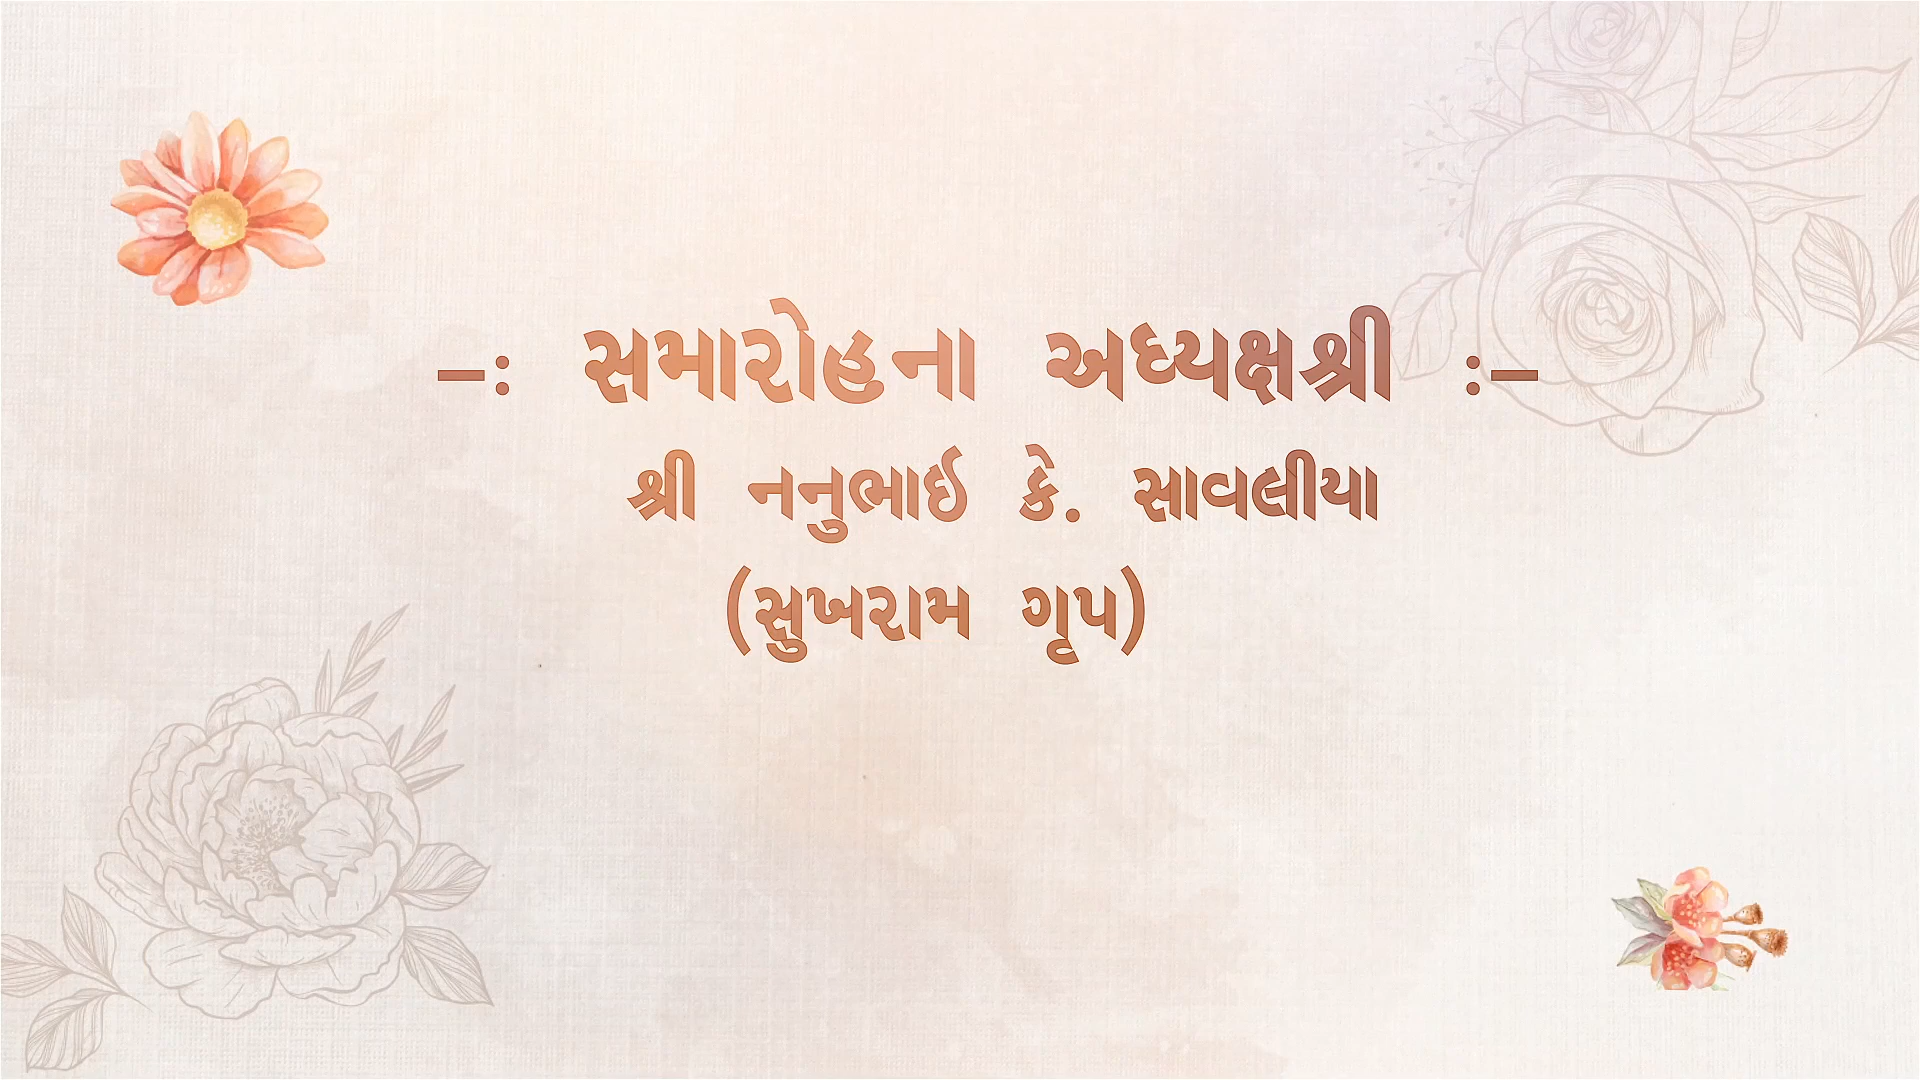 –: સમારોહના અધ્યક્ષશ્રી :–
શ્રી નનુભાઈ કે. સાવલીયા
(સુખરામ ગૃપ)